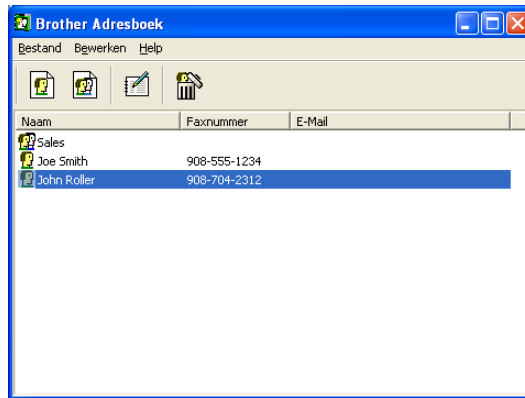 Brother Adresboek
Bestand Bewerken Help
Naam Faxnummer E-Mail
Sales
Joe Smith 908-555-1234
John Roller 908-704-2312